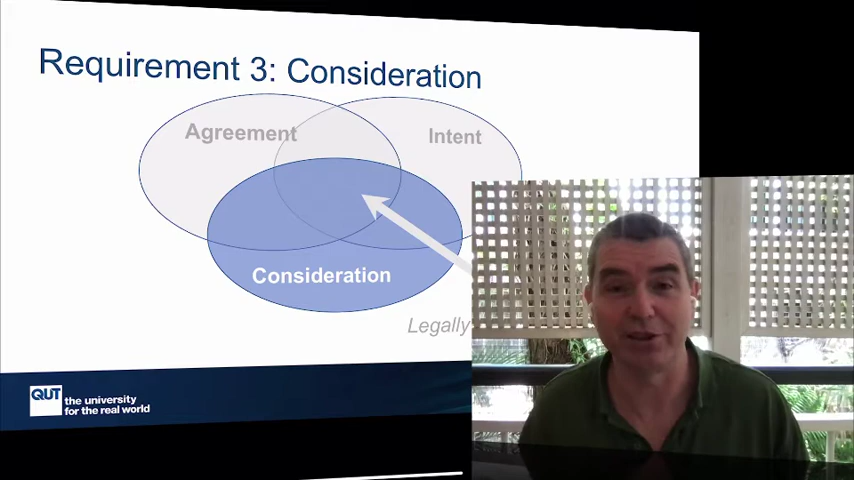 Requirement 3: Consideration
Agreement
Intent
Consideration
Legally
QUT
the university
for the real world